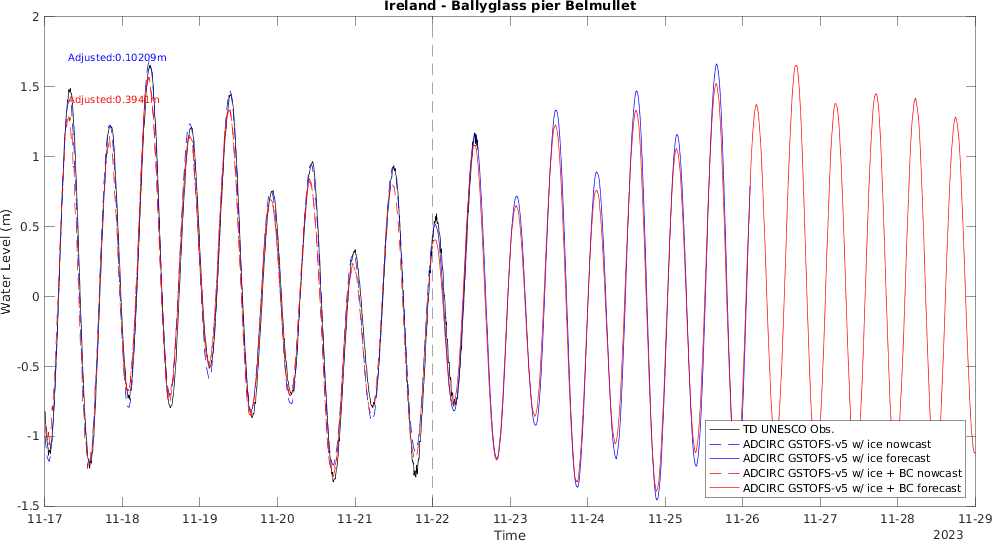 Ireland - Ballyglass pier Belmullet
2
1.5
1
0.5
0
-0.5
-1
-1.5
Water Level (m)
Adjusted:0.10209m
Adjusted:0.3941m
TD UNESCO Obs.
ADCIRC GSTOFS-v5 w/ ice nowcast
ADCIRC GSTOFS-v5 w/ ice forecast
ADCIRC GSTOFS-v5 w/ ice + BC nowcast
ADCIRC GSTOFS-v5 w/ ice + BC forecast
11-17 11-18 11-19 11-20 11-21 11-22 11-23 11-24 11-25 11-26 11-27 11-28 11-29
Time
2023